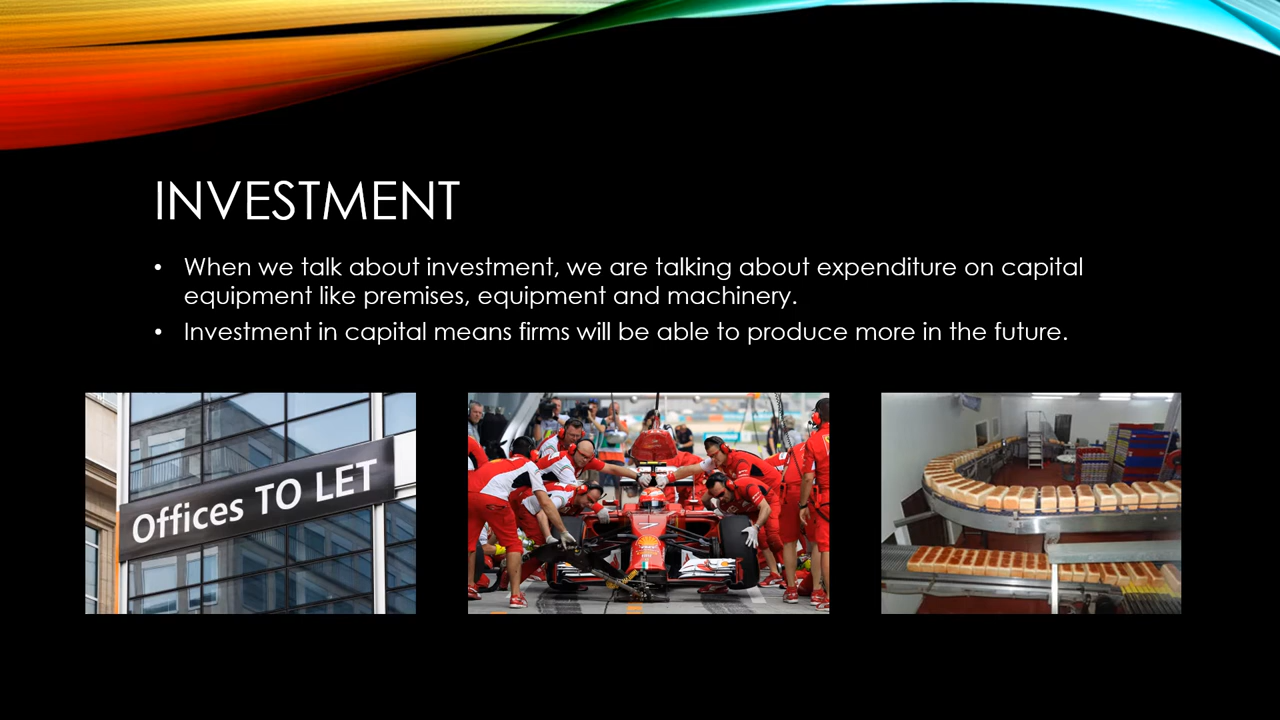 INVESTMENT
• When we talk about investment, we are talking about expenditure on capital
equipment like premises, equipment and machinery.
• Investment in capital means firms will be able to produce more in the future.
Offices TO LET
7